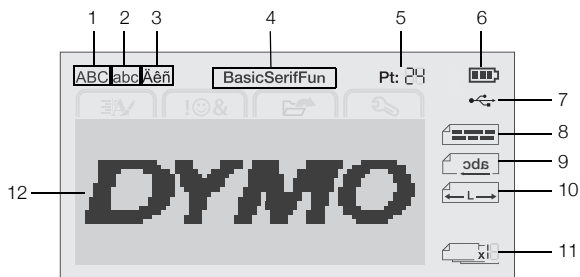 1 2 3 4 5 6
ABC abc Äêñ BasicSerifFun Pt: 24
7
A !☺&
8
abc 9
L 10
12 DYMO
x10 11